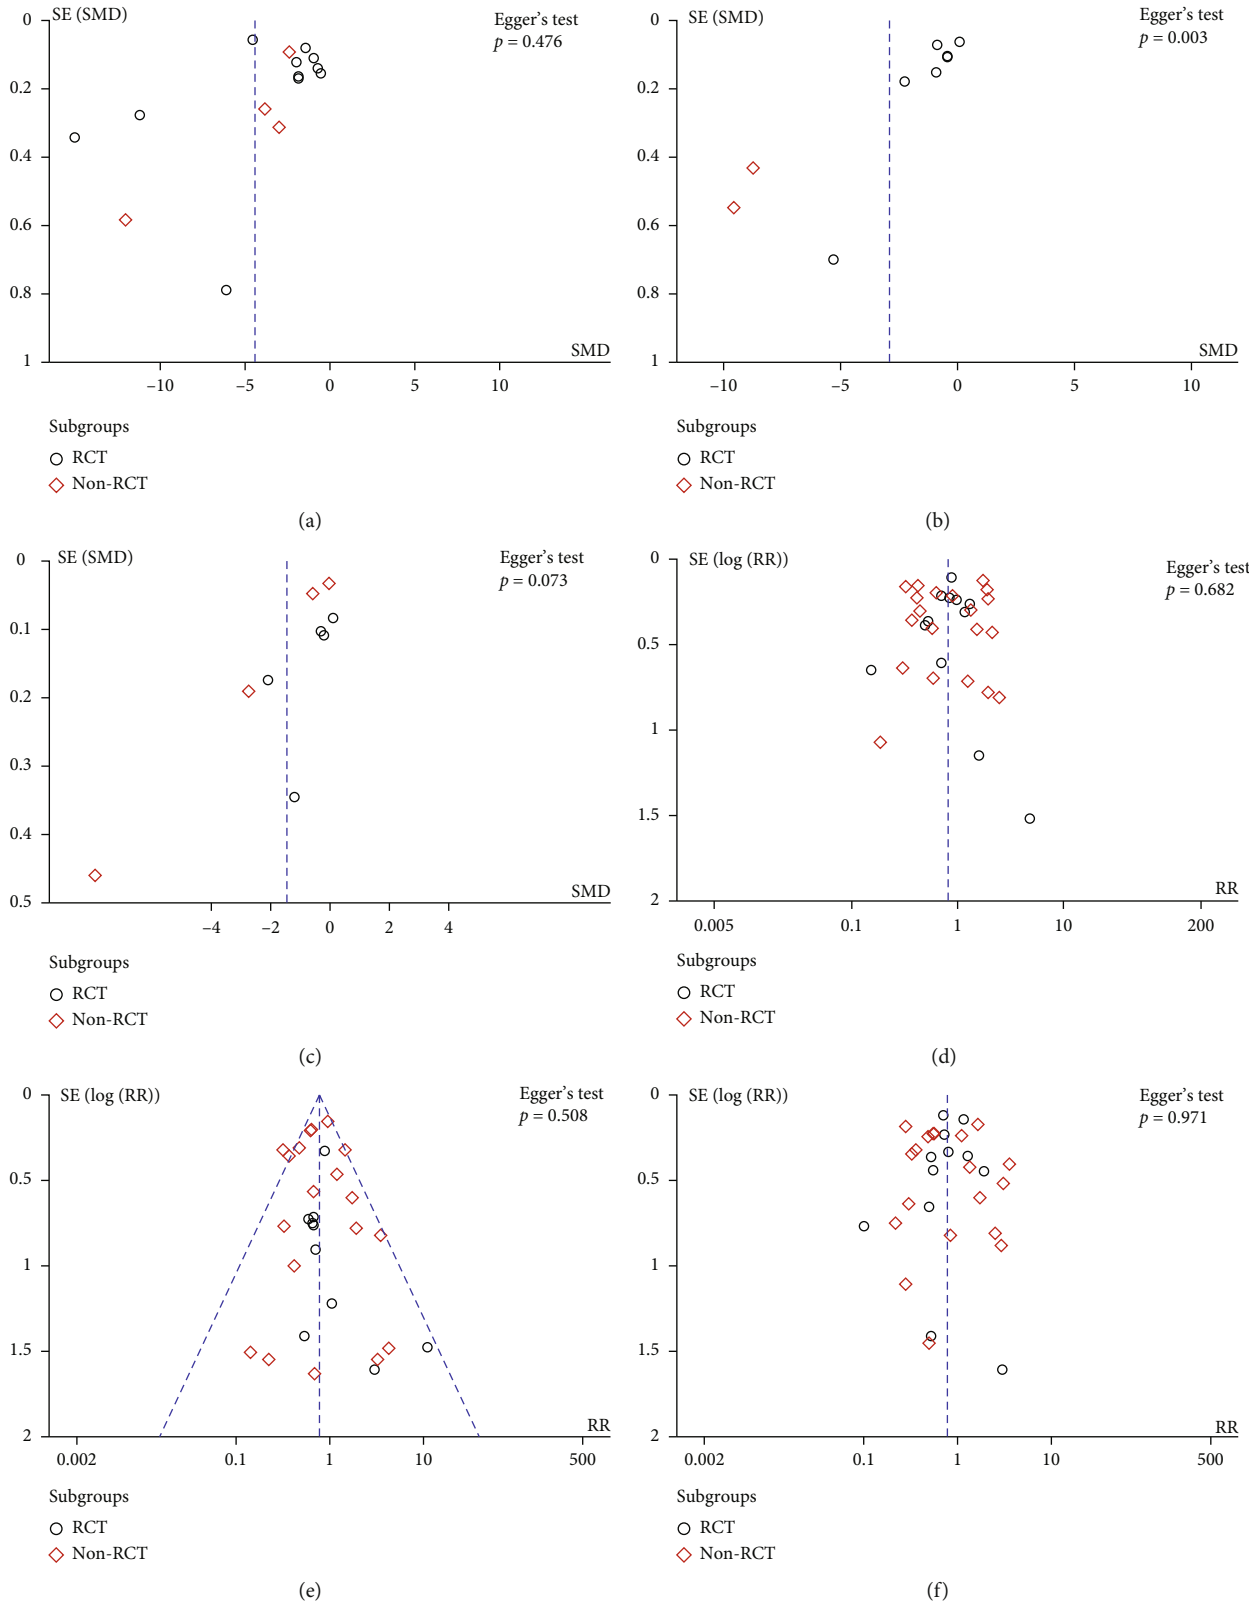 SE (SMD)
Egger's test
p = 0.476
0
0.2
0.4
0.6
0.8
1
SMD
–10
–5
0
5
10
Subgroups
RCT
Non-RCT
(a)
SE (SMD)
Egger's test
p = 0.003
0
0.2
0.4
0.6
0.8
1
SMD
–10
–5
0
5
10
Subgroups
RCT
Non-RCT
(b)
SE (SMD)
Egger's test
p = 0.073
0
0.1
0.2
0.3
0.4
0.5
SMD
–4
–2
0
2
4
Subgroups
RCT
Non-RCT
(c)
SE (log (RR))
Egger's test
p = 0.682
0
0.5
1
1.5
2
RR
0.005
0.1
1
10
200
Subgroups
RCT
Non-RCT
(d)
SE (log (RR))
Egger's test
p = 0.508
0
0.5
1
1.5
2
RR
0.002
0.1
1
10
500
Subgroups
RCT
Non-RCT
(e)
SE (log (RR))
Egger's test
p = 0.971
0
0.5
1
1.5
2
RR
0.002
0.1
1
10
500
Subgroups
RCT
Non-RCT
(f)